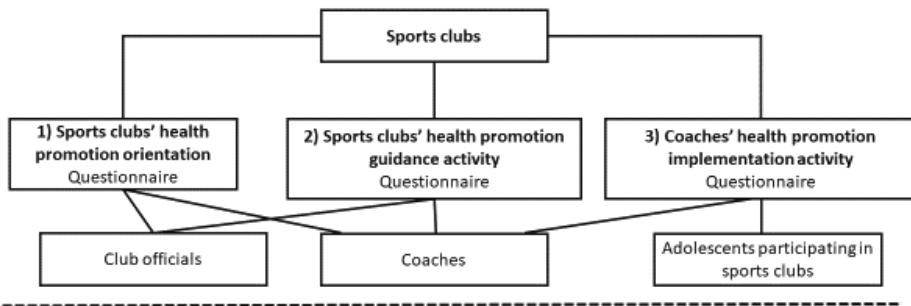 Sports clubs
1) Sports clubs' health
promotion orientation
Questionnaire
2) Sports clubs' health promotion
guidance activity
Questionnaire
3) Coaches' health promotion
implementation activity
Questionnaire
Club officials
Coaches
Adolescents participating in
sports clubs